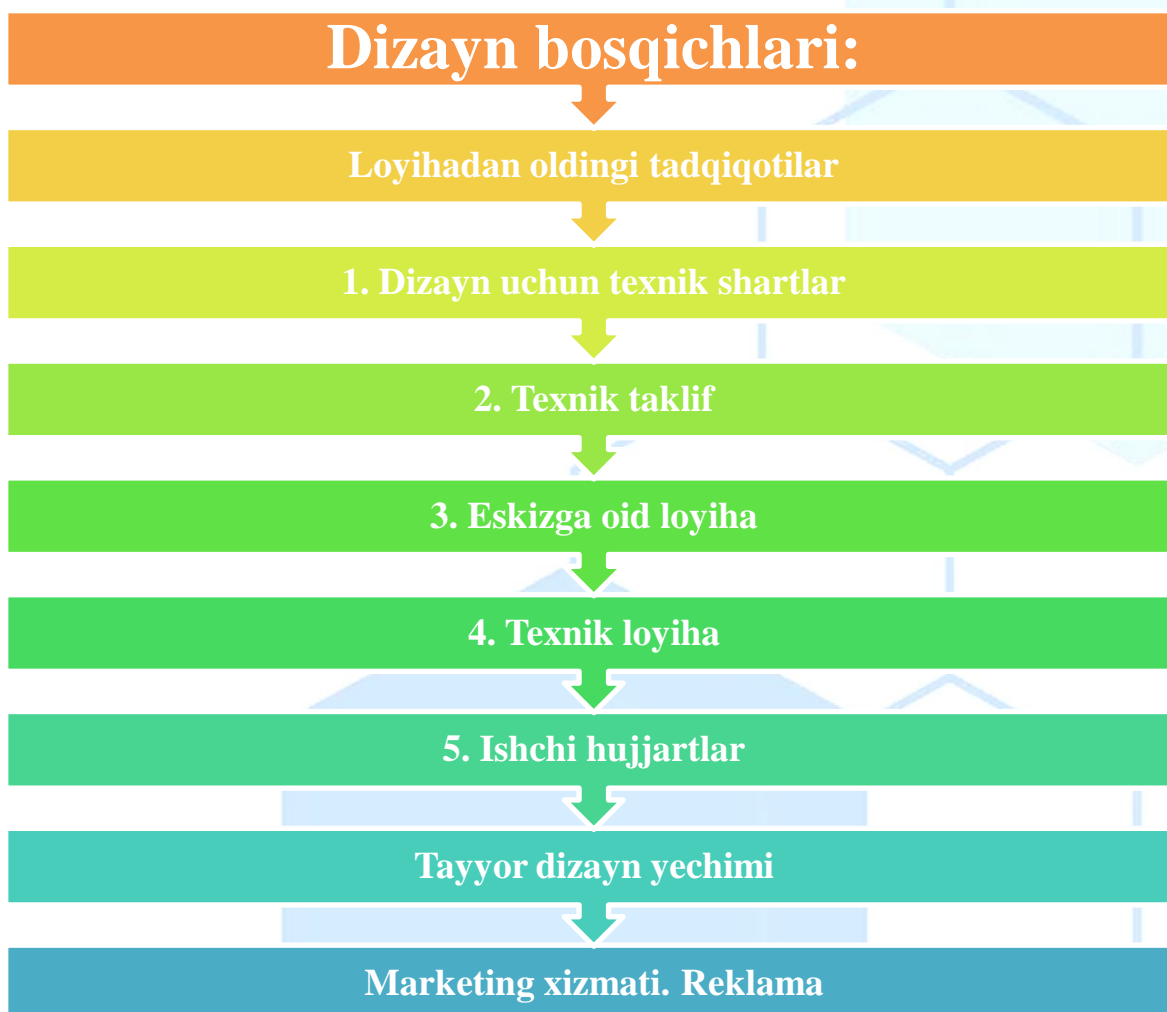 Dizayn bosqichlari:
Loyihadan oldingi tadqiqotilar
1. Dizayn uchun texnik shartlar
2. Texnik taklif
3. Eskizga oid loyiha
4. Texnik loyiha
5. Ishchi hujjartlar
Tayyor dizayn yechimi
Marketing xizmati. Reklama